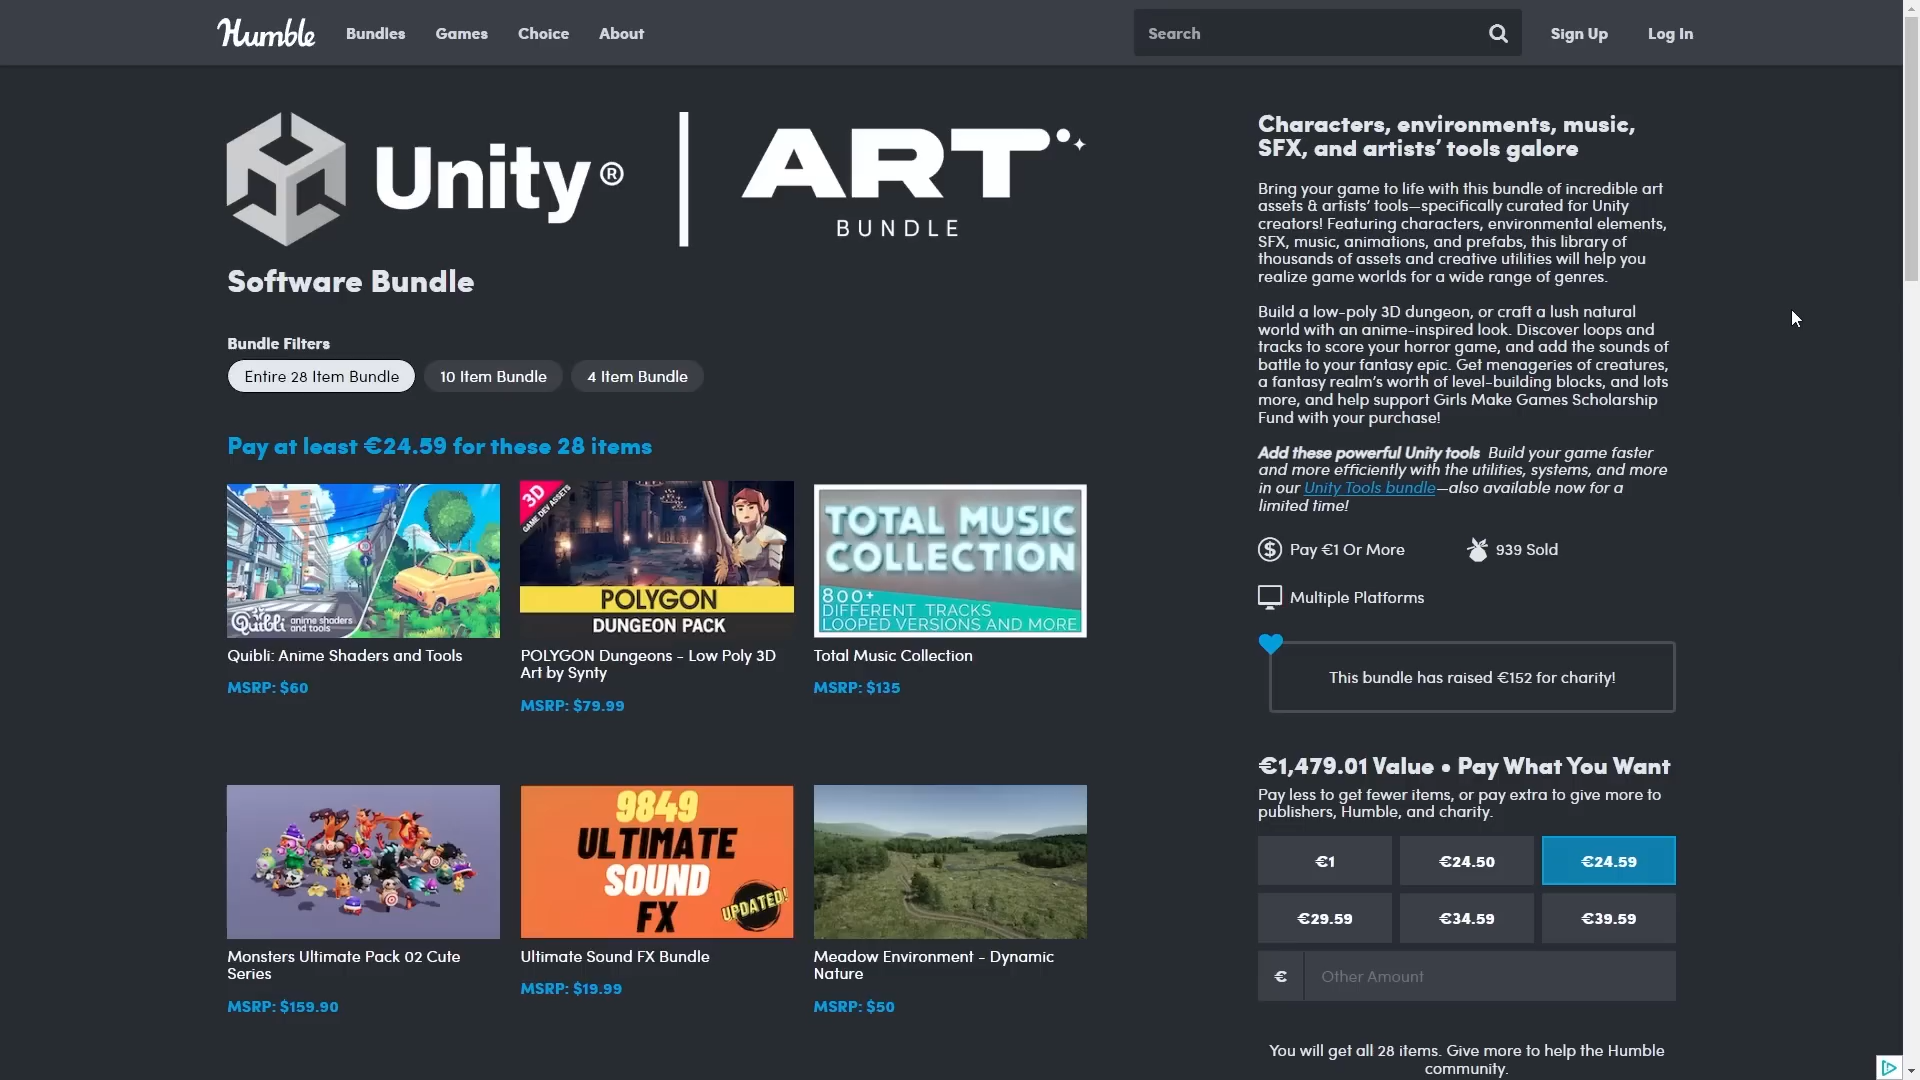 Humble
Bundles
Games
Choice
About
Search
Sign Up
Log In
Unity®
ART
BUNDLE
Software Bundle
Bundle Filters
Entire 28 Item Bundle
10 Item Bundle
4 Item Bundle
Pay at least €24.59 for these 28 items
Quibli anime shaders
and tools
Quibli: Anime Shaders and Tools
MSRP: $60
3D
GAME DEV ASSETS
POLYGON
DUNGEON PACK
POLYGON Dungeons - Low Poly 3D
Art by Synty
MSRP: $79.99
TOTAL MUSIC
COLLECTION
800+
DIFFERENT TRACKS
LOOPED VERSIONS AND MORE
Total Music Collection
MSRP: $135
Monsters Ultimate Pack 02 Cute
Series
MSRP: $159.90
9849
ULTIMATE
SOUND
FX
UPDATED!
Ultimate Sound FX Bundle
MSRP: $19.99
Meadow Environment - Dynamic
Nature
MSRP: $50
Characters, environments, music,
SFX, and artists’ tools galore
Bring your game to life with this bundle of incredible art
assets & artists’ tools—specifically curated for Unity
creators! Featuring characters, environmental elements,
SFX, music, animations, and prefabs, this library of
thousands of assets and creative utilities will help you
realize game worlds for a wide range of genres.
Build a low-poly 3D dungeon, or craft a lush natural
world with an anime-inspired look. Discover loops and
tracks to score your horror game, and add the sounds of
battle to your fantasy epic. Get menageries of creatures,
a fantasy realm’s worth of level-building blocks, and lots
more, and help support Girls Make Games Scholarship
Fund with your purchase!
Add these powerful Unity tools Build your game faster
and more efficiently with the utilities, systems, and more
in our Unity Tools bundle—also available now for a
limited time!
Pay €1 Or More
939 Sold
Multiple Platforms
This bundle has raised €152 for charity!
€1,479.01 Value • Pay What You Want
Pay less to get fewer items, or pay extra to give more to
publishers, Humble, and charity.
€1
€24.50
€24.59
€29.59
€34.59
€39.59
€
Other Amount
You will get all 28 items. Give more to help the Humble
community.